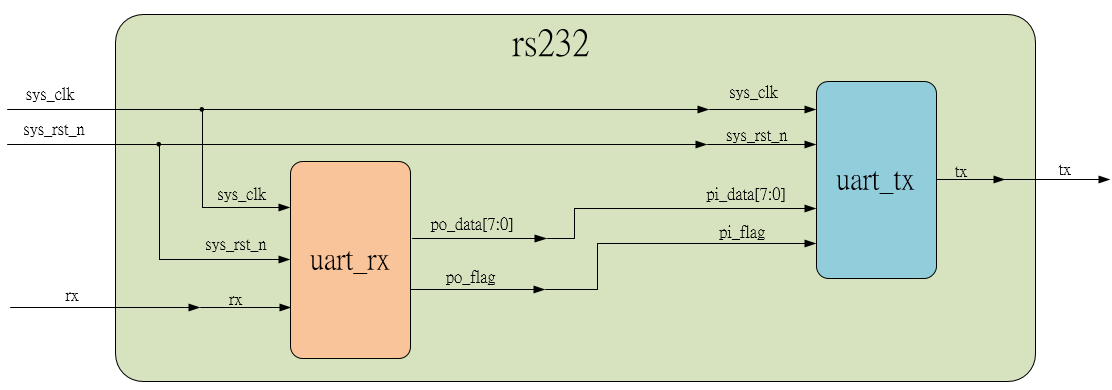 rs232
sys_clk
sys_clk
sys_rst_n
sys_rst_n
uart_tx
tx
tx
sys_clk
pi_data[7:0]
po_data[7:0]
pi_flag
sys_rst_n
uart_rx
po_flag
rx
rx